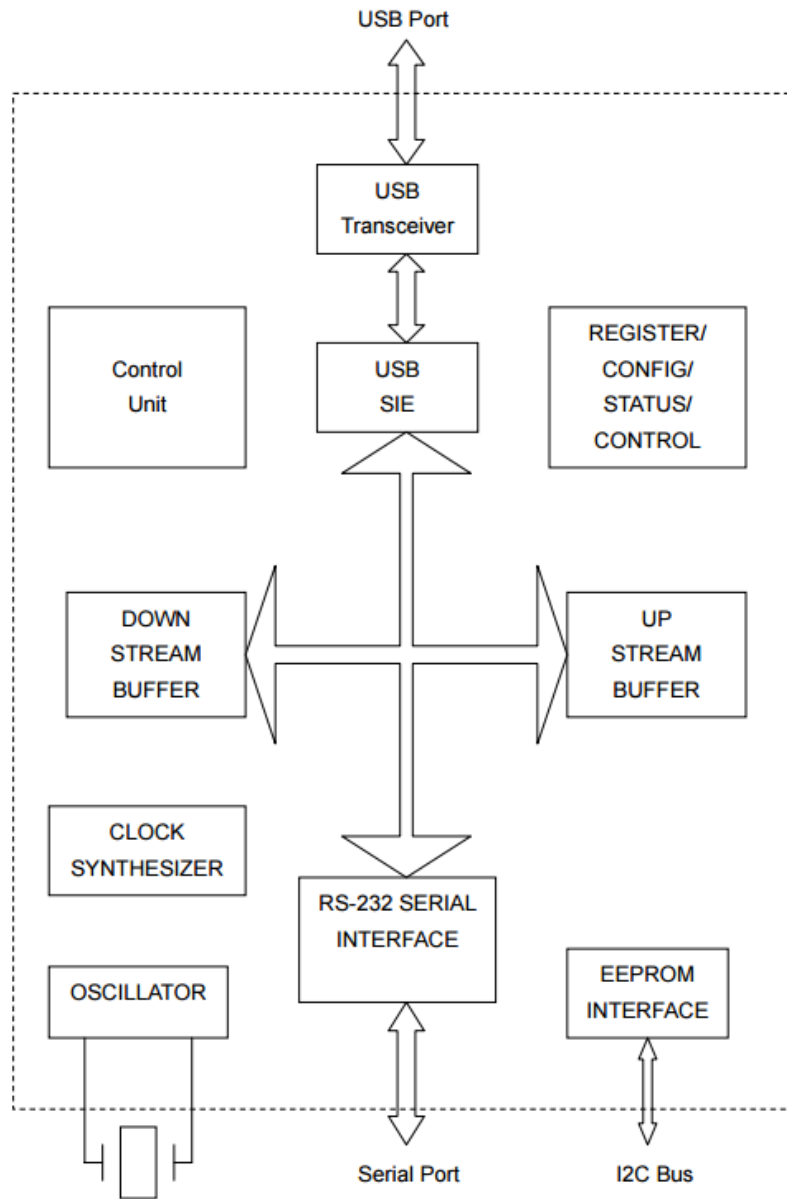 USB Port
USB
Transceiver
Control
Unit
USB
SIE
REGISTER/
CONFIG/
STATUS/
CONTROL
DOWN
STREAM
BUFFER
UP
STREAM
BUFFER
CLOCK
SYNTHESIZER
RS-232 SERIAL
INTERFACE
OSCILLATOR
EEPROM
INTERFACE
Serial Port
I2C Bus